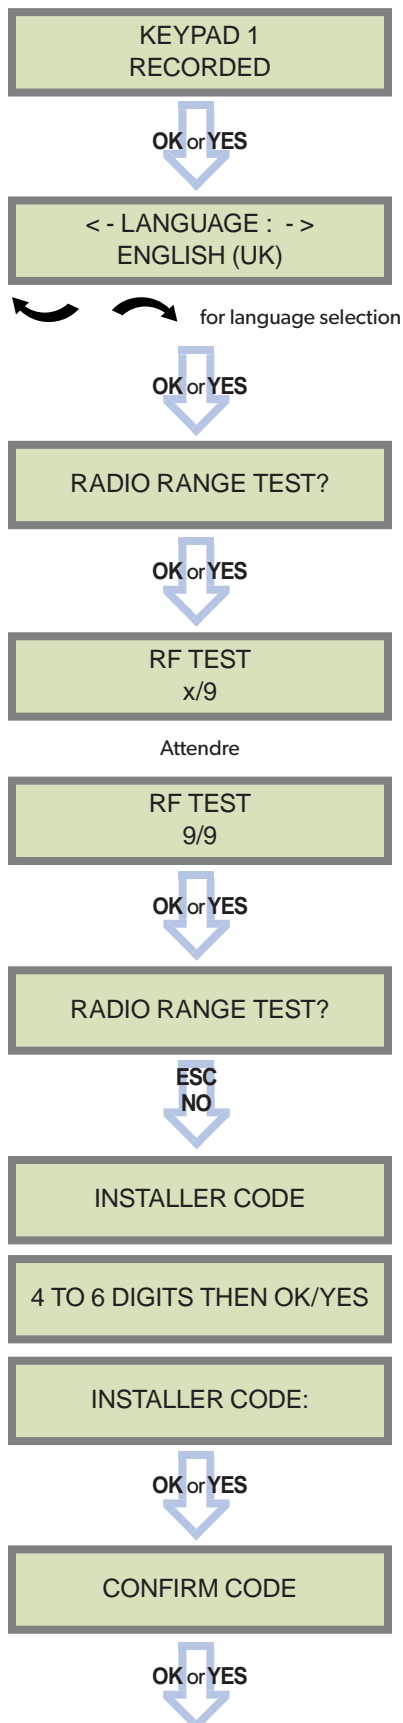 KEYPAD 1
RECORDED
OK or YES
< - LANGUAGE : - >
ENGLISH (UK)
for language selection
OK or YES
RADIO RANGE TEST?
OK or YES
RF TEST
x/9
Attendre
RF TEST
9/9
OK or YES
RADIO RANGE TEST?
ESC
NO
INSTALLER CODE
4 TO 6 DIGITS THEN OK/YES
INSTALLER CODE:
OK or YES
CONFIRM CODE
OK or YES